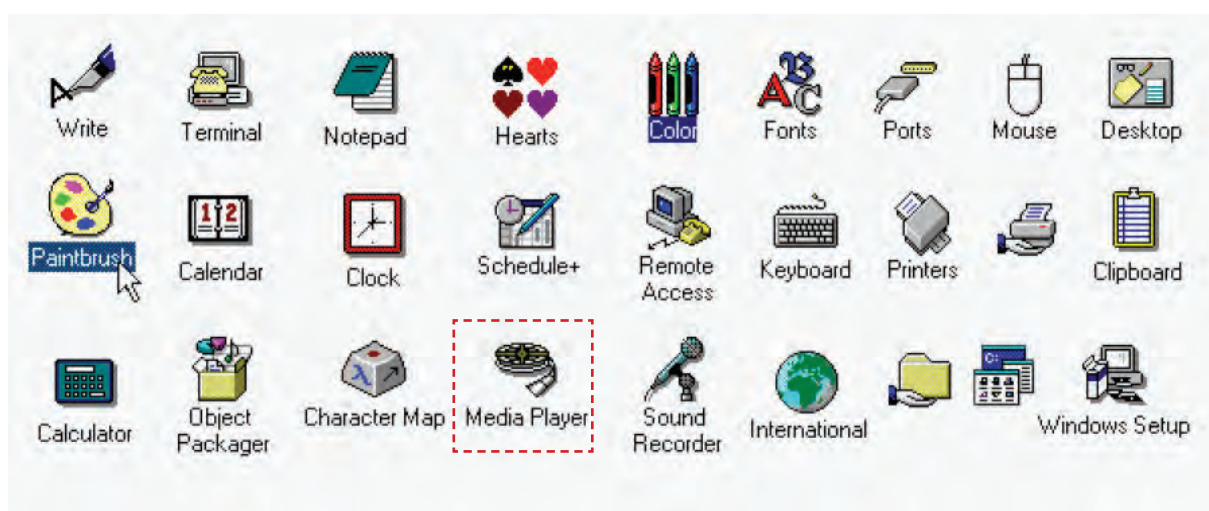 Write
Terminal
Notepad
Hearts
Color
Fonts
Ports
Mouse
Desktop
Paintbrush
Calendar
Clock
Schedule+
Remote
Access
Keyboard
Printers
Clipboard
Calculator
Object
Packager
Character Map
Media Player
Sound
Recorder
International
C:
Windows Setup